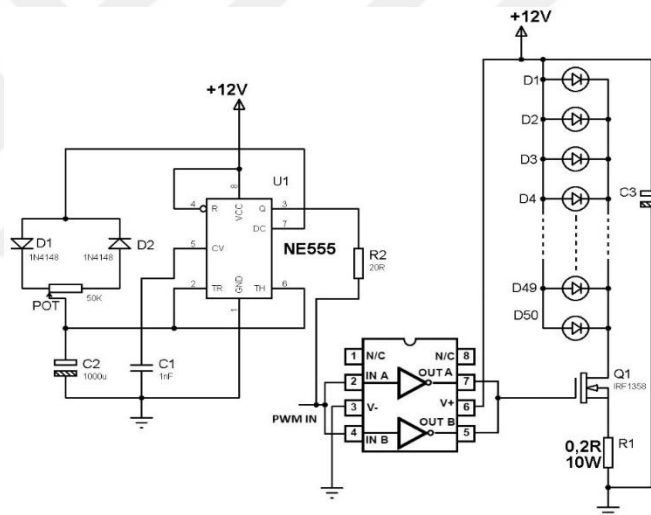 +12V
+12V
D1
D2
D3
D4
D49
D50
C3
U1
4
R
8
VCC
Q
3
DC
7
5
CV
NE555
2
TR
GND
1
TH
6
D1
1N4148
D2
1N4148
POT
50K
R2
20R
C2
1000u
C1
1nF
PWM IN
1
N/C
N/C
8
2
IN A
OUT A
7
3
V-
V+
6
4
IN B
OUT B
5
Q1
IRF1358
0,2R
10W
R1